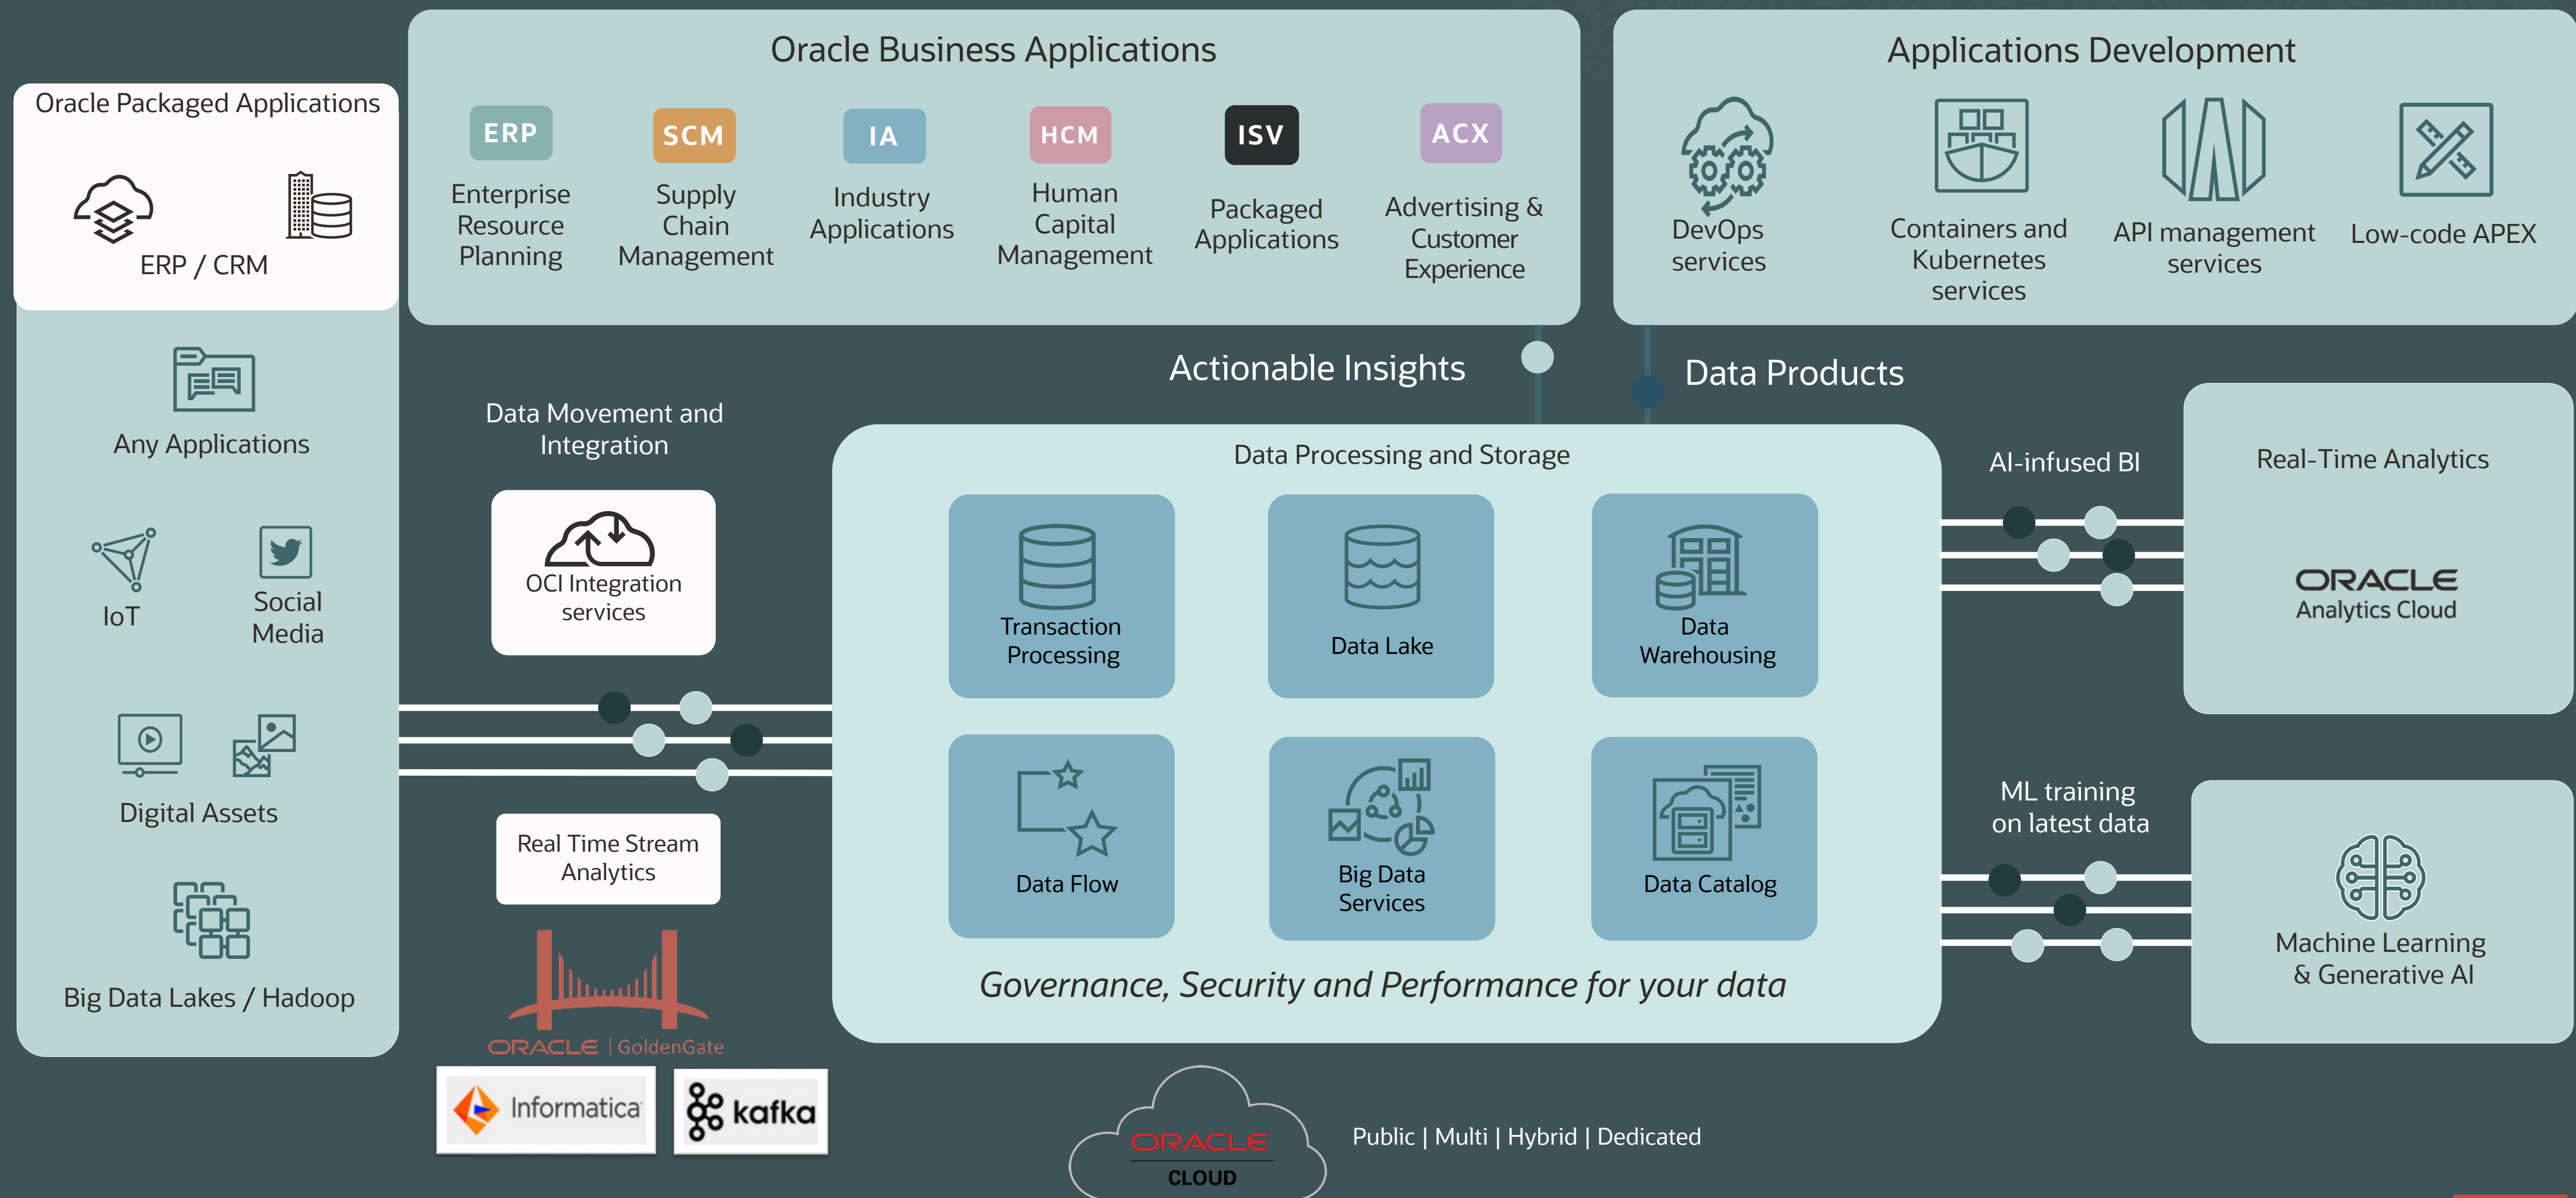 Oracle Business Applications
ERP
Enterprise
Resource
Planning
SCM
Supply
Chain
Management
IA
Industry
Applications
HCM
Human
Capital
Management
ISV
Packaged
Applications
ACX
Advertising &
Customer
Experience
Applications Development
DevOps
services
Containers and
Kubernetes
services
API management
services
Low-code APEX
Oracle Packaged Applications
ERP / CRM
Any Applications
IoT
Social
Media
Digital Assets
Big Data Lakes / Hadoop
Actionable Insights
Data Products
Data Movement and
Integration
OCI Integration
services
Real Time Stream
Analytics
ORACLE | GoldenGate
Informatica
kafka
Data Processing and Storage
Transaction
Processing
Data Lake
Data
Warehousing
Data Flow
Big Data
Services
Data Catalog
Governance, Security and Performance for your data
AI-infused BI
Real-Time Analytics
ORACLE
Analytics Cloud
ML training
on latest data
Machine Learning
& Generative AI
ORACLE
CLOUD
Public | Multi | Hybrid | Dedicated